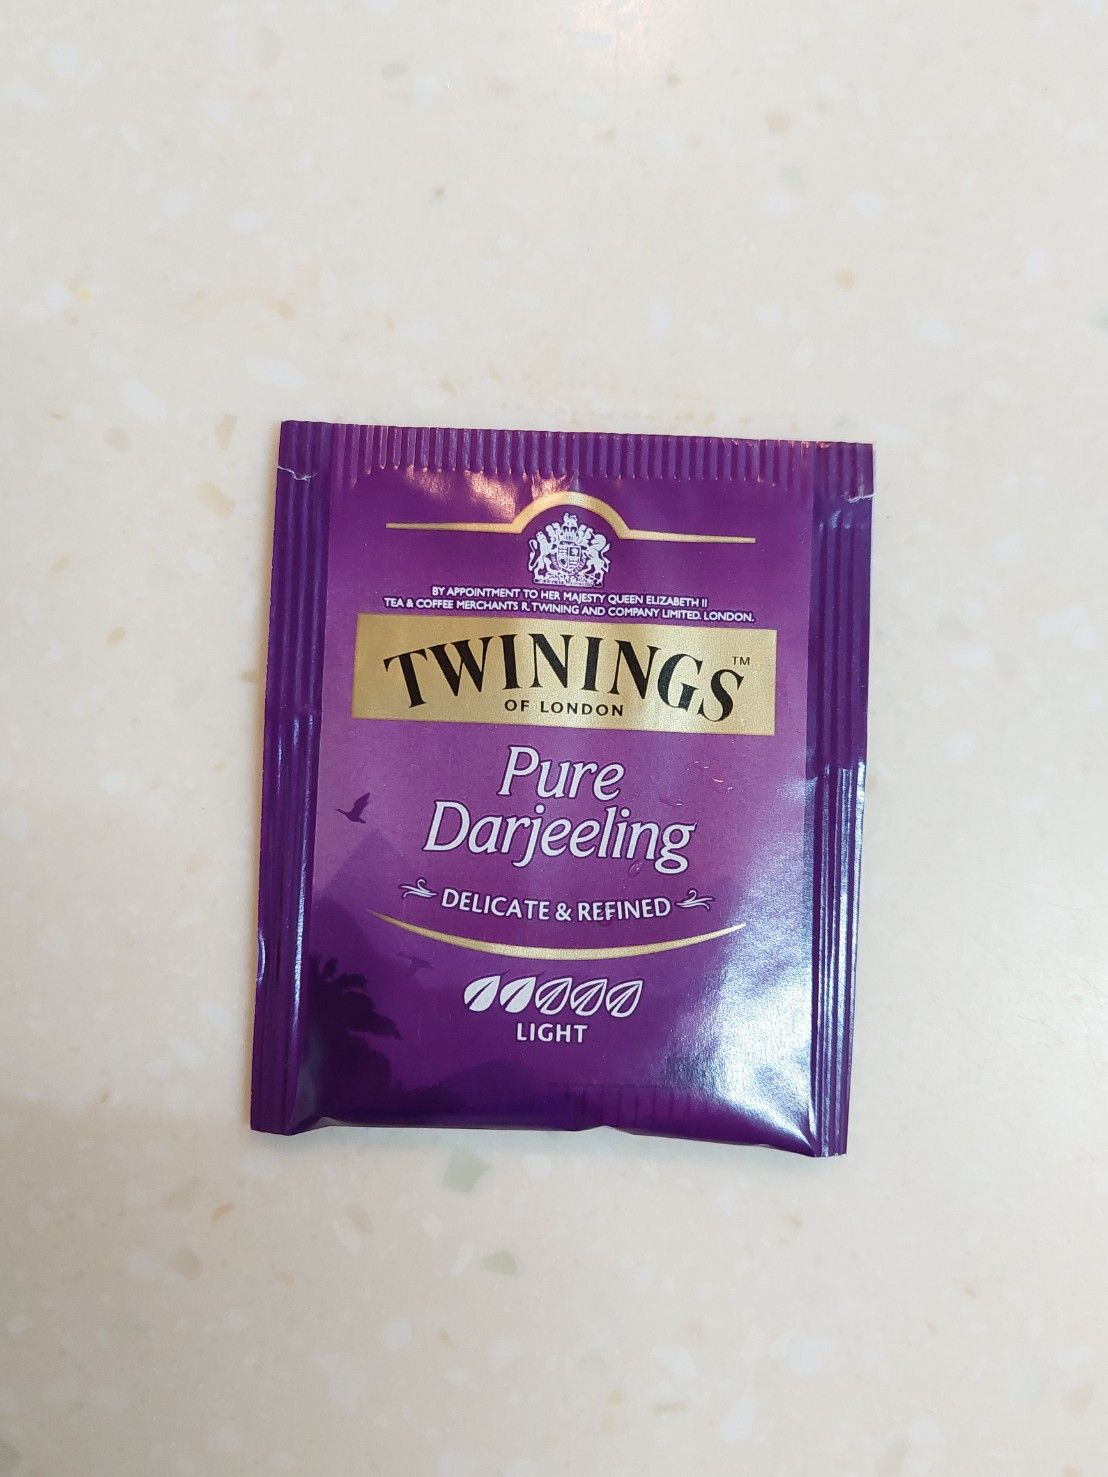 BY APPOINTMENT TO HER MAJESTY QUEEN ELIZABETH II
TEA & COFFEE MERCHANTS R. TWINING AND COMPANY LIMITED. LONDON.
TWININGS™
OF LONDON
Pure
Darjeeling
DELICATE & REFINED
LIGHT